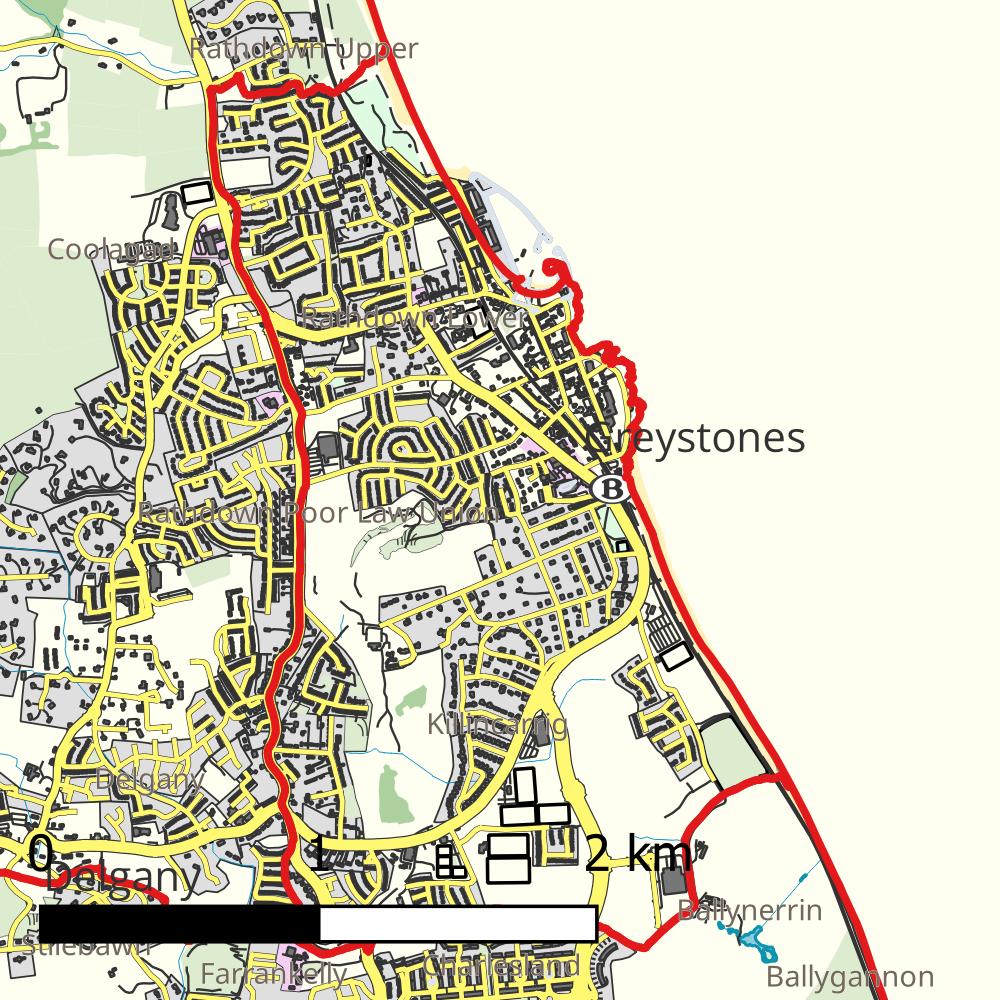 Rathdown Upper
Coolagad
Rathdown Lower
Greystones
B
Rathdown Poor Law Union
Killincarrig
Delgany
0 1 2 km
Delgany
Ballynerrin
Stilebawn
Farrankelly
Charlesland
Ballygannon